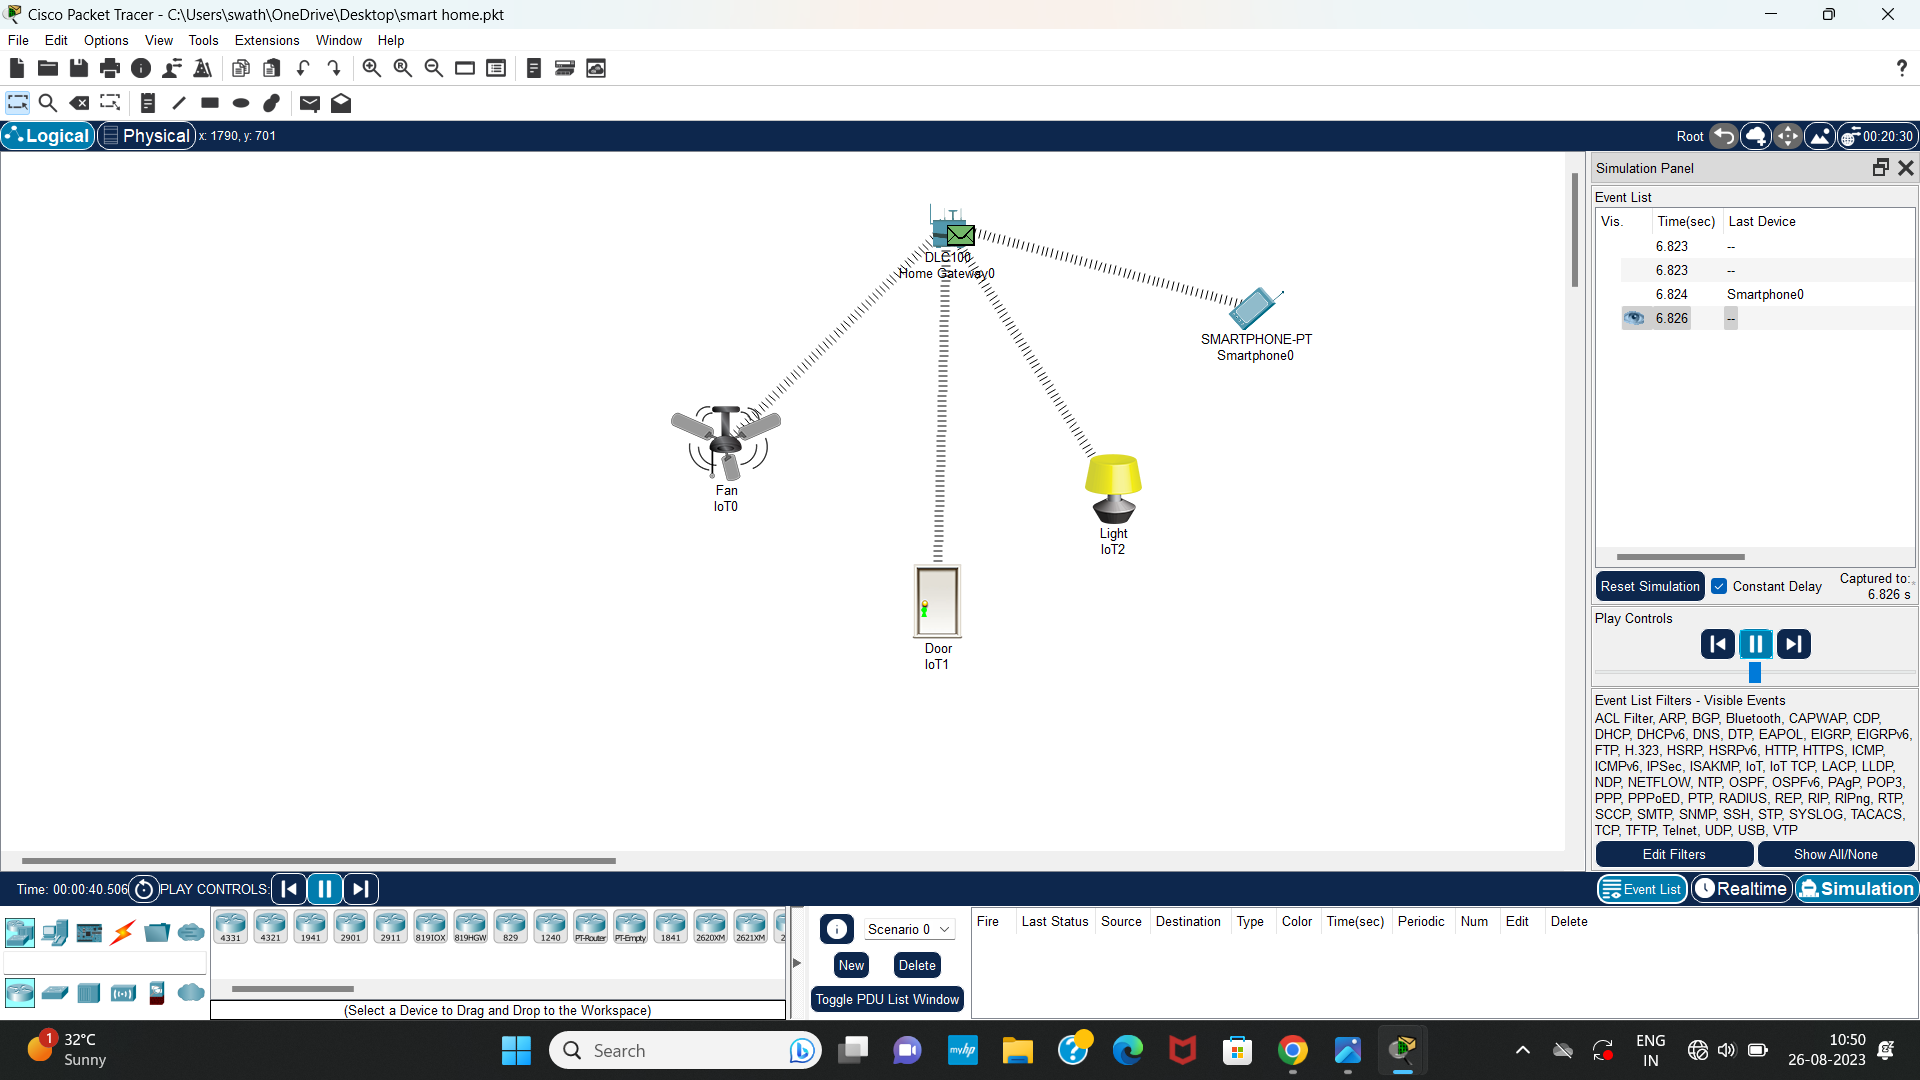 Cisco Packet Tracer - C:\Users\swath\OneDrive\Desktop\smart home.pkt
File Edit Options View Tools Extensions Window Help
?
Logical Physical x: 1790, y: 701
Root 00:20:30
DLC100
Home Gateway0
SMARTPHONE-PT
Smartphone0
Fan
IoT0
Light
IoT2
Door
IoT1
Simulation Panel
Event List
Vis. Time(sec) Last Device
6.823 --
6.823 --
6.824 Smartphone0
6.826 --
Reset Simulation Constant Delay Captured to:
6.826 s
Play Controls
Event List Filters - Visible Events
ACL Filter, ARP, BGP, Bluetooth, CAPWAP, CDP,
DHCP, DHCPv6, DNS, DTP, EAPOL, EIGRP, EIGRPv6,
FTP, H.323, HSRP, HSRPv6, HTTP, HTTPS, ICMP,
ICMPv6, IPSec, ISAKMP, IoT, IoT TCP, LACP, LLDP,
NDP, NETFLOW, NTP, OSPF, OSPFv6, PAgP, POP3,
PPP, PPPoED, PTP, RADIUS, REP, RIP, RIPng, RTP,
SCCP, SMTP, SNMP, SSH, STP, SYSLOG, TACACS,
TCP, TFTP, Telnet, UDP, USB, VTP
Edit Filters Show All/None
Time: 00:00:40.506 PLAY CONTROLS:
Event List Realtime Simulation
4331 4321 1941 2901 2911 819IOX 819HGW 829 1240 PT-Router PT-Empty 1841 2620XM 2621XM 2
(Select a Device to Drag and Drop to the Workspace)
Scenario 0
New Delete
Toggle PDU List Window
Fire Last Status Source Destination Type Color Time(sec) Periodic Num Edit Delete
1
32°C
Sunny
Search
myhp
ENG
IN
10:50
26-08-2023